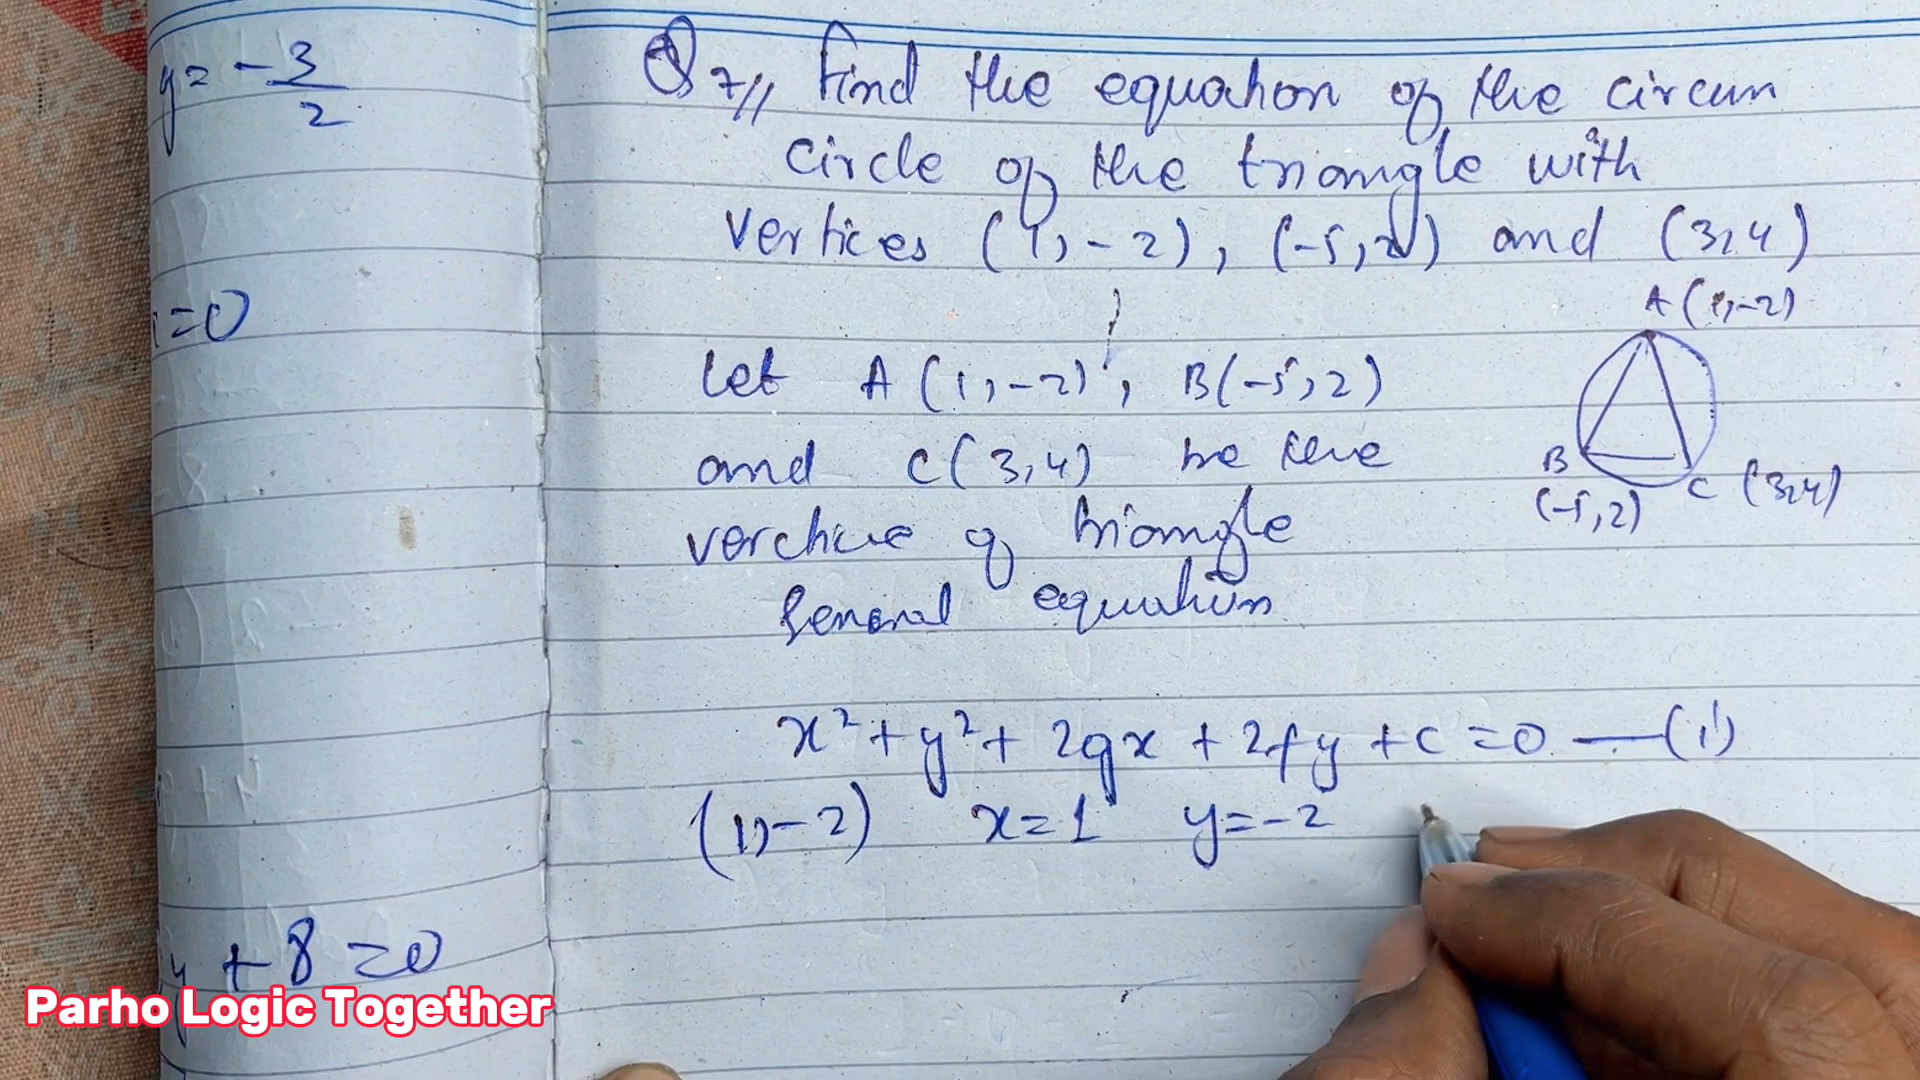 y = -3/2
=0
y + 8 = 0
Q7// Find the equation of the circum
circle of the triangle with
vertices (1,-2), (-5,2) and (3,4)
A(1,-2)
B
(-5,2)
C (3,4)
Let A(1,-2), B(-5,2)
and C(3,4) be the
of triangle
General equation
x²+y²+ 2gx + 2fy + c = 0 —(1)
(1,-2) x=1 y=-2
Parho Logic Together